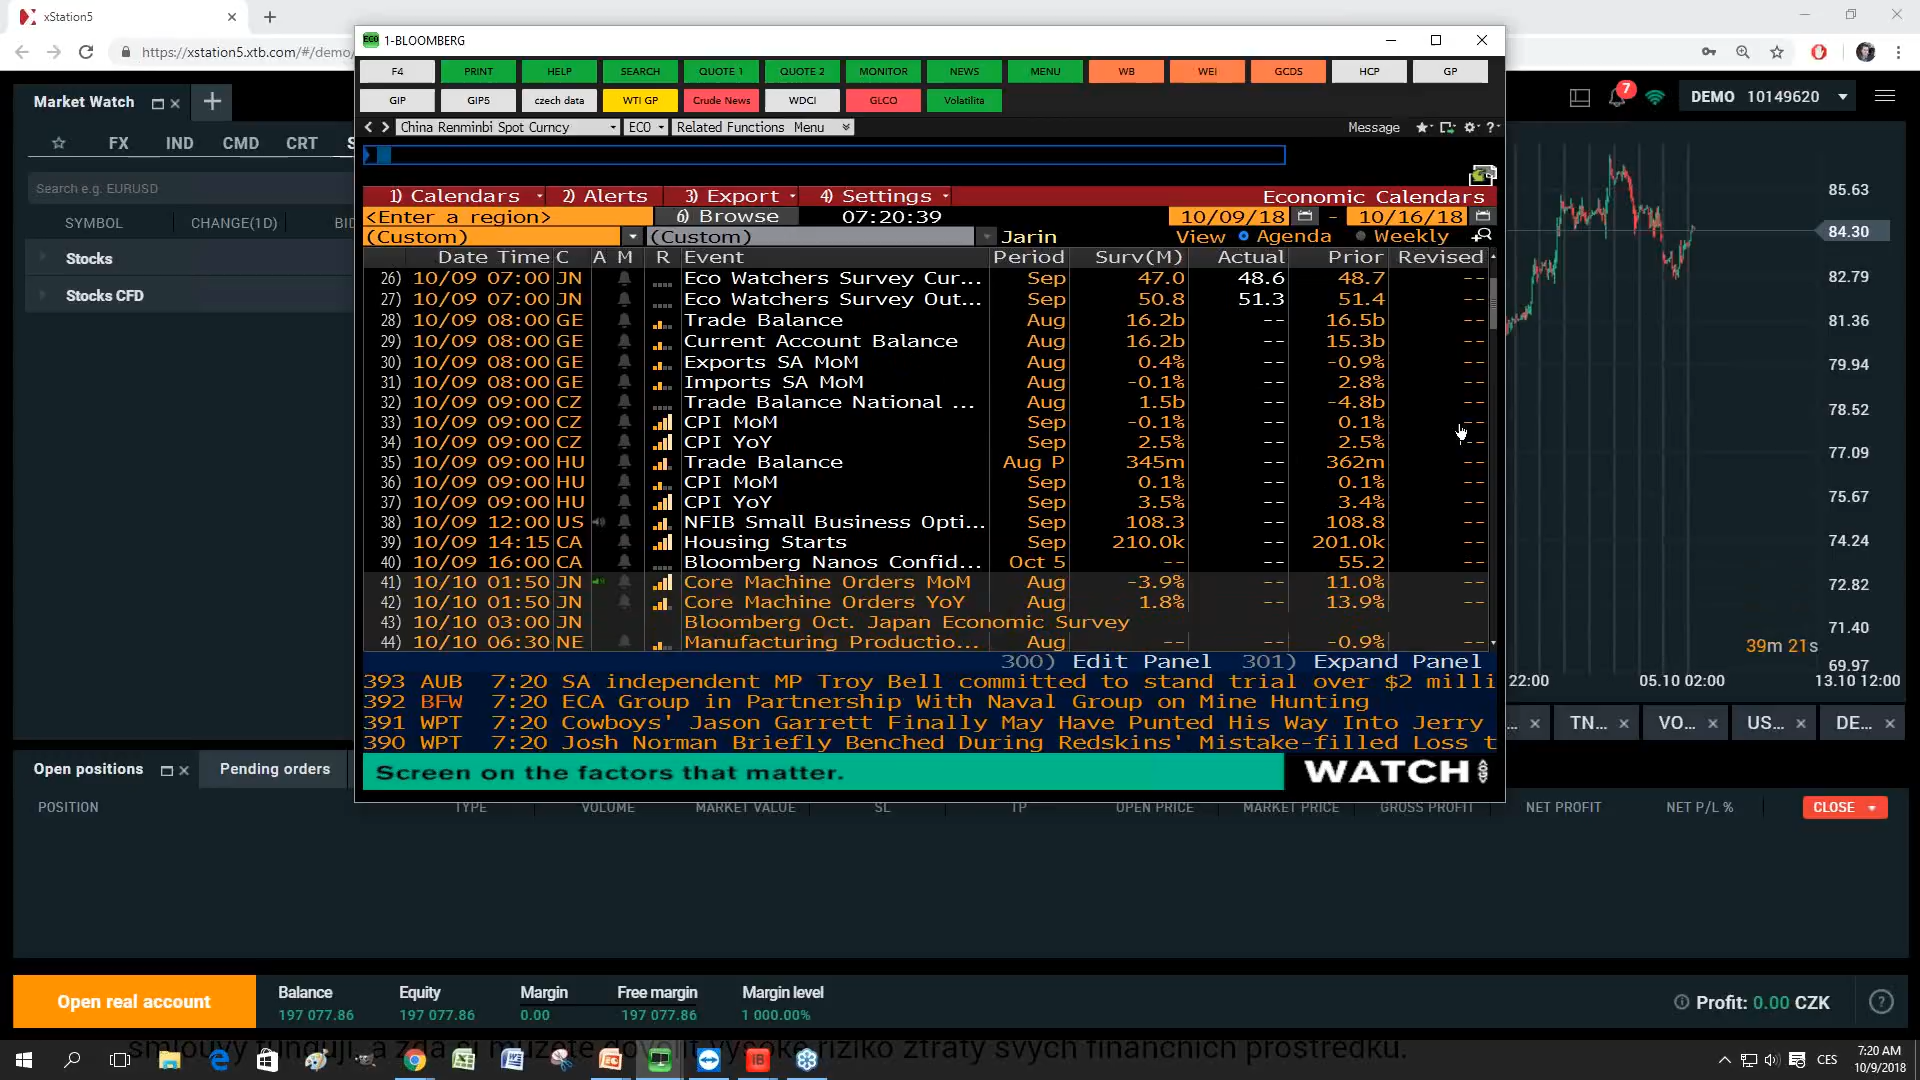 xStation5
https://xstation5.xtb.com/#/demo/
1-BLOOMBERG
F4 PRINT HELP SEARCH QUOTE 1 QUOTE 2 MONITOR NEWS MENU WB WEI GCDS HCP GP
GIP GIP5 czech data WTI GP Crude News WDCI GLCO Volatilita
China Renminbi Spot Curncy ECO Related Functions Menu Message
1) Calendars 2) Alerts 3) Export 4) Settings Economic Calendars
<Enter a region> 6) Browse 07:20:39 10/09/18 - 10/16/18
(Custom) (Custom) Jarin View Agenda Weekly
Date Time C A M R Event Period Surv(M) Actual Prior Revised
26) 10/09 07:00 JN Eco Watchers Survey Cur... Sep 47.0 48.6 48.7 --
27) 10/09 07:00 JN Eco Watchers Survey Out... Sep 50.8 51.3 51.4 --
28) 10/09 08:00 GE Trade Balance Aug 16.2b -- 16.5b --
29) 10/09 08:00 GE Current Account Balance Aug 16.2b -- 15.3b --
30) 10/09 08:00 GE Exports SA MoM Aug 0.4% -- -0.9% --
31) 10/09 08:00 GE Imports SA MoM Aug -0.1% -- 2.8% --
32) 10/09 09:00 CZ Trade Balance National ... Aug 1.5b -- -4.8b --
33) 10/09 09:00 CZ CPI MoM Sep -0.1% -- 0.1% --
34) 10/09 09:00 CZ CPI YoY Sep 2.5% -- 2.5% --
35) 10/09 09:00 HU Trade Balance Aug P 345m -- 362m --
36) 10/09 09:00 HU CPI MoM Sep 0.1% -- 0.1% --
37) 10/09 09:00 HU CPI YoY Sep 3.5% -- 3.4% --
38) 10/09 12:00 US NFIB Small Business Opti... Sep 108.3 -- 108.8 --
39) 10/09 14:15 CA Housing Starts Sep 210.0k -- 201.0k --
40) 10/09 16:00 CA Bloomberg Nanos Confid... Oct 5 -- -- 55.2 --
41) 10/10 01:50 JN Core Machine Orders MoM Aug -3.9% -- 11.0% --
42) 10/10 01:50 JN Core Machine Orders YoY Aug 1.8% -- 13.9% --
43) 10/10 03:00 JN Bloomberg Oct. Japan Economic Survey
44) 10/10 06:30 NE Manufacturing Productio... Aug -- -- -0.9% --
300) Edit Panel 301) Expand Panel
393 AUB 7:20 SA independent MP Troy Bell committed to stand trial over $2 milli
392 BFW 7:20 ECA Group in Partnership With Naval Group on Mine Hunting
391 WPT 7:20 Cowboys' Jason Garrett Finally May Have Punted His Way Into Jerry
390 WPT 7:20 Josh Norman Briefly Benched During Redskins' Mistake-filled Loss t
Screen on the factors that matter. WATCH
Market Watch
FX IND CMD CRT
Search e.g. EURUSD
SYMBOL CHANGE(1D)
Stocks
Stocks CFD
7
DEMO 10149620
85.63
84.30
82.79
81.36
79.94
78.52
77.09
75.67
74.24
72.82
71.40
39m 21s
69.97
22:00 05.10 02:00 13.10 12:00
TN... VO... US... DE...
Open positions Pending orders
POSITION TYPE VOLUME MARKET VALUE SL TP OPEN PRICE MARKET PRICE GROSS PROFIT NET PROFIT NET P/L % CLOSE
Open real account
Balance Equity Margin Free margin Margin level
197 077.86 197 077.86 0.00 197 077.86 1 000.00%
Profit: 0.00 CZK
riziko ztráty svých finančních prostředků.
CES
7:20 AM
10/9/2018